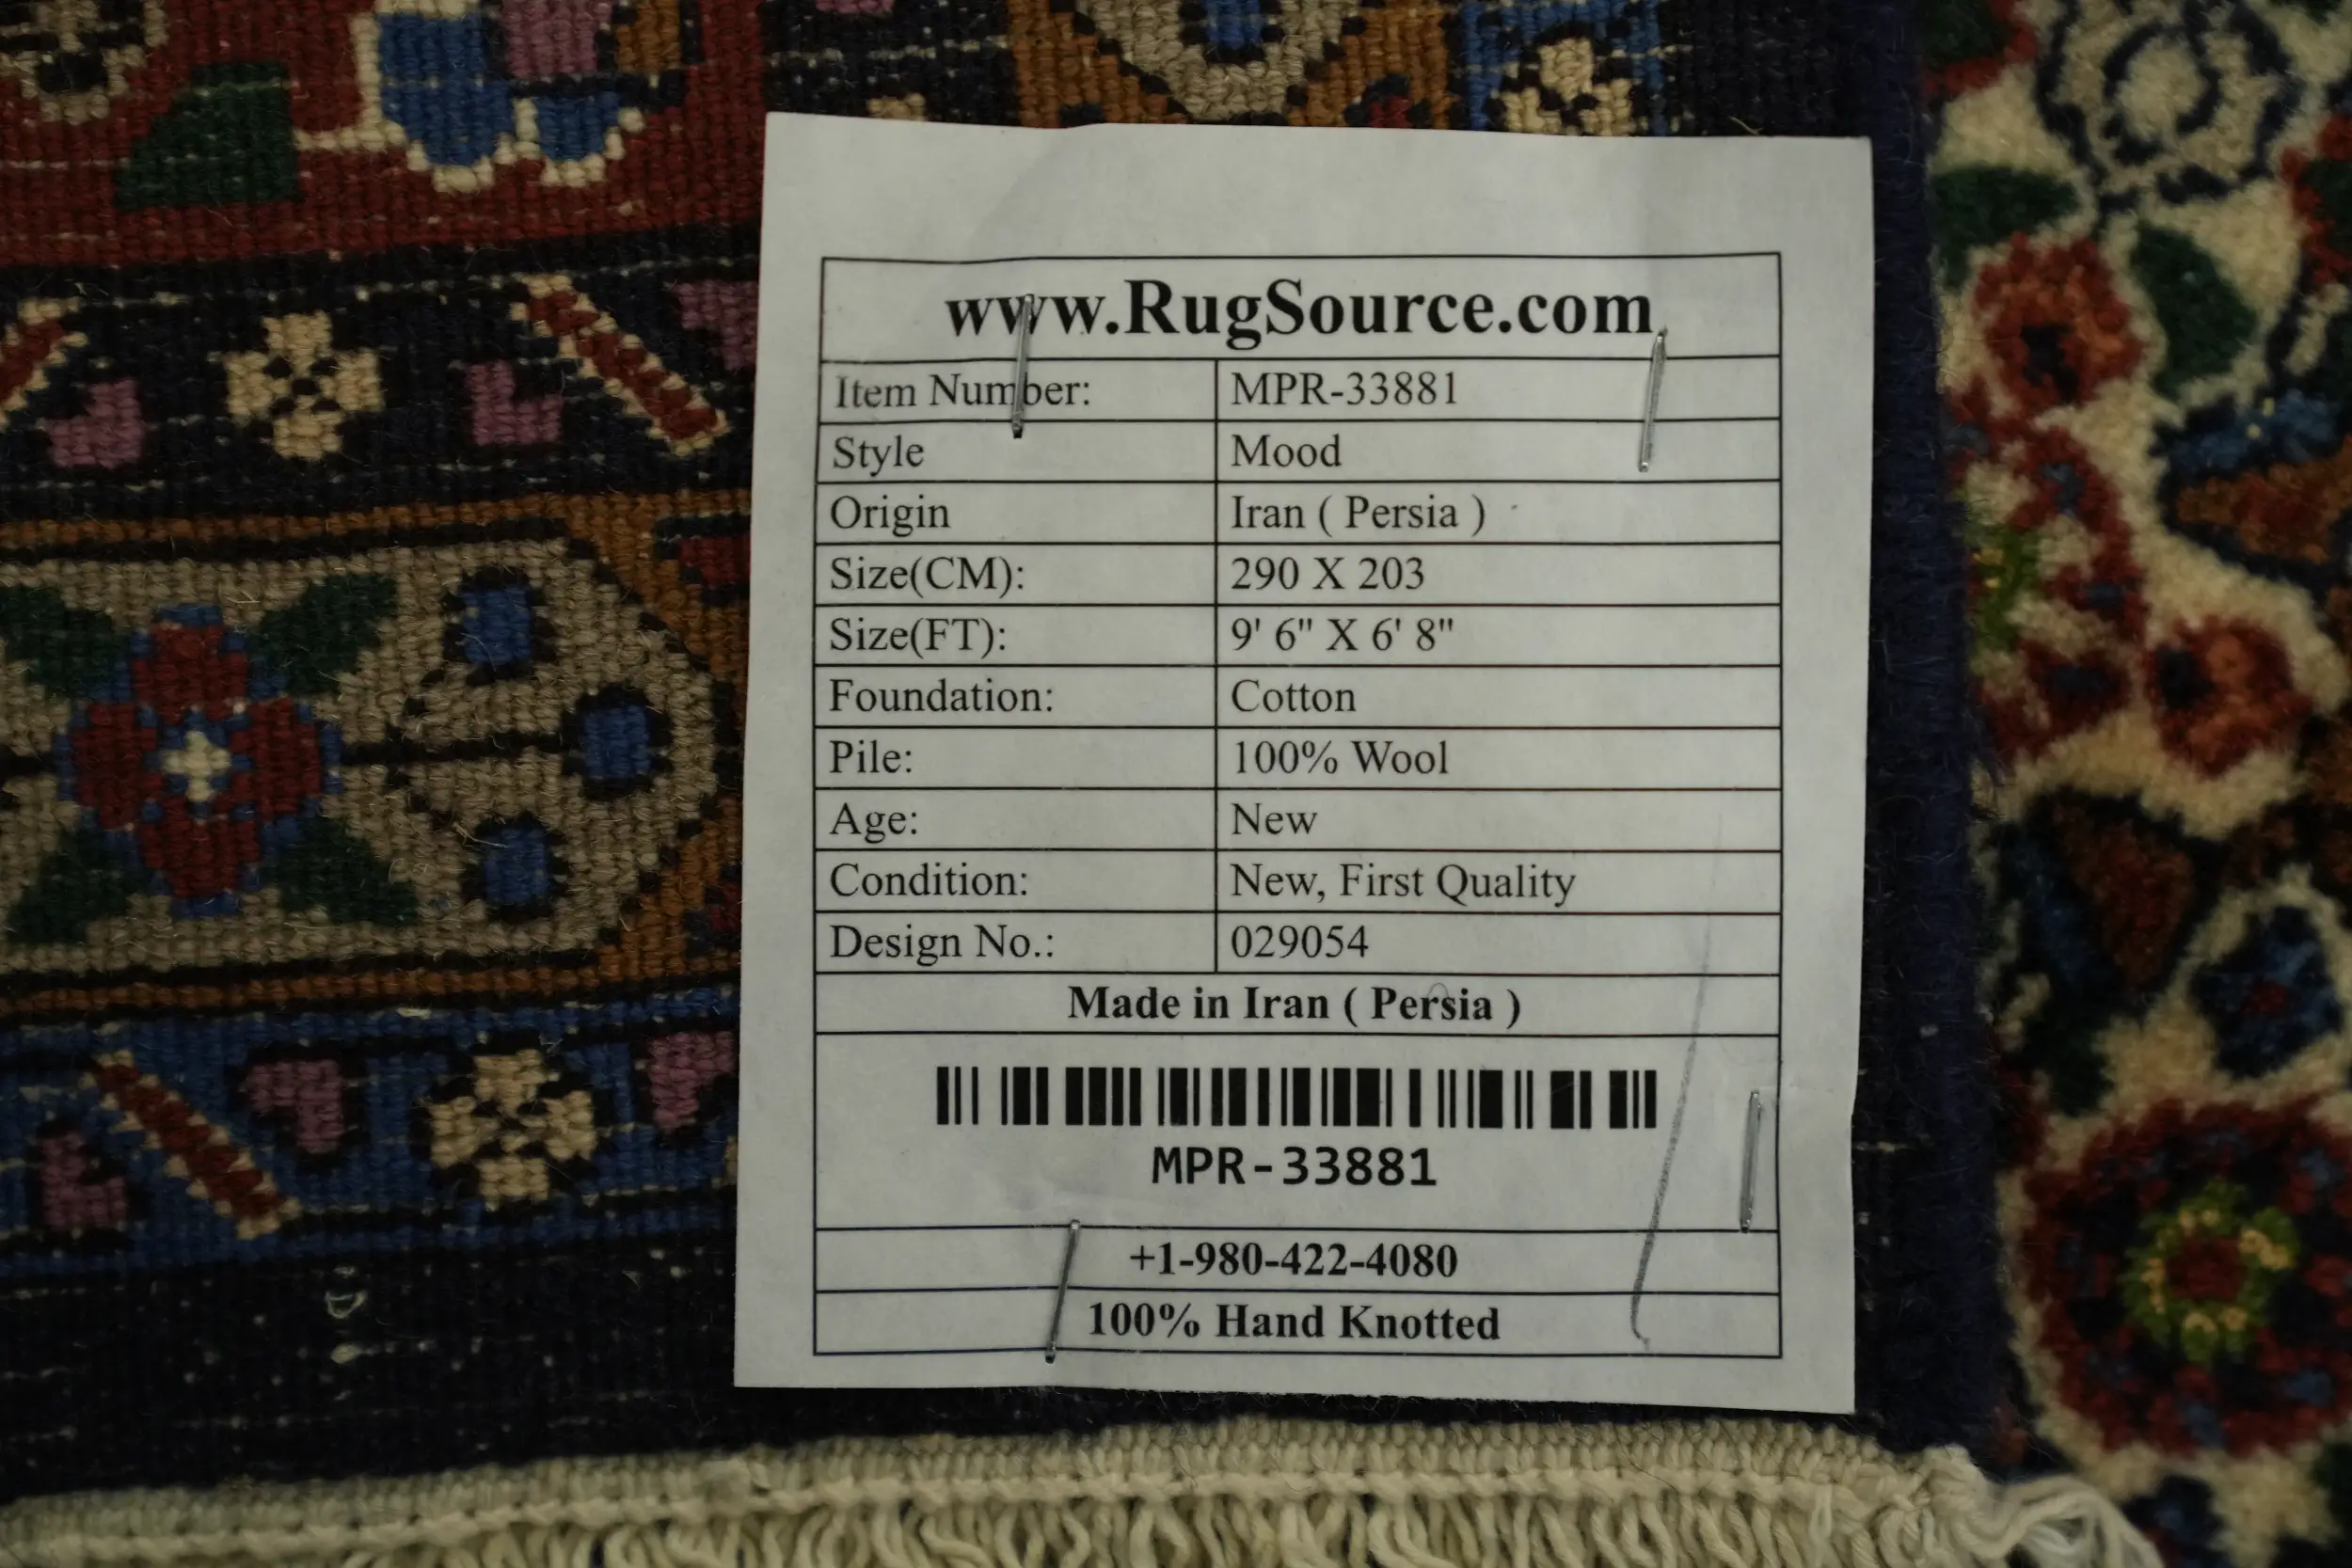 www.RugSource.com
Item Number: MPR-33881
Style Mood
Origin Iran ( Persia )
Size(CM): 290 X 203
Size(FT): 9' 6" X 6' 8"
Foundation: Cotton
Pile: 100% Wool
Age: New
Condition: New, First Quality
Design No.: 029054
Made in Iran ( Persia )
MPR-33881
+1-980-422-4080
100% Hand Knotted